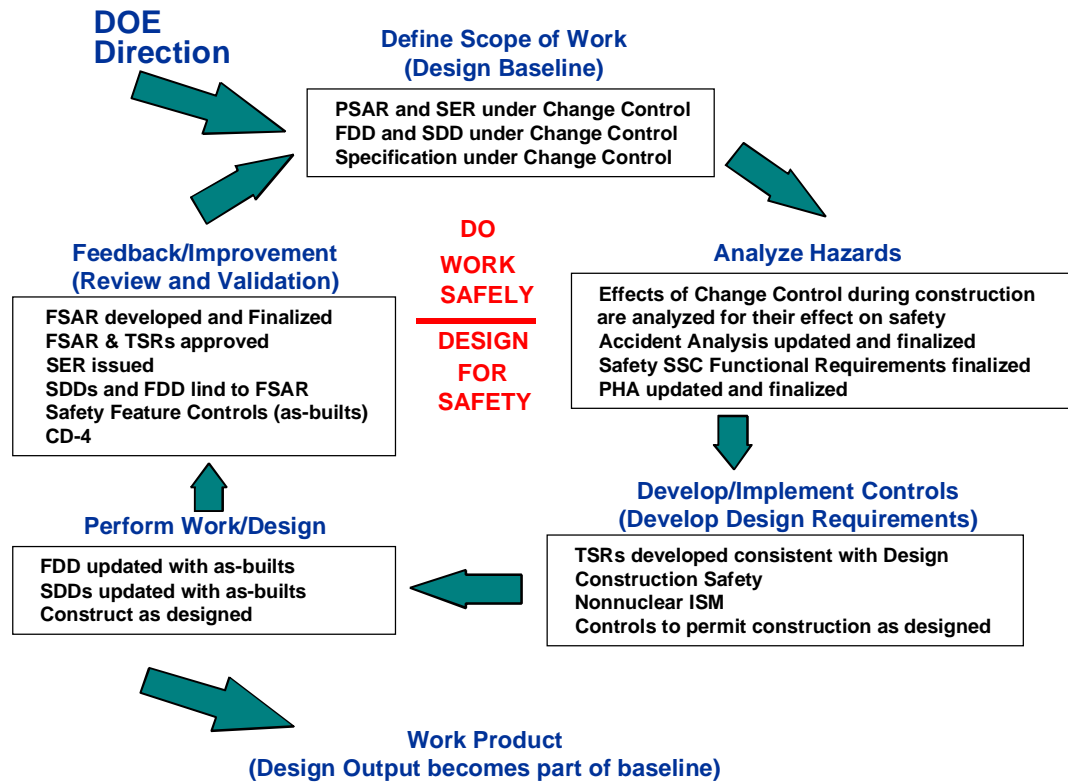 DOE
Direction
Define Scope of Work
(Design Baseline)
PSAR and SER under Change Control
FDD and SDD under Change Control
Specification under Change Control
DO
WORK
SAFELY
DESIGN
FOR
SAFETY
Analyze Hazards
Effects of Change Control during construction
are analyzed for their effect on safety
Accident Analysis updated and finalized
Safety SSC Functional Requirements finalized
PHA updated and finalized
Develop/Implement Controls
(Develop Design Requirements)
TSRs developed consistent with Design
Construction Safety
Nonnuclear ISM
Controls to permit construction as designed
Feedback/Improvement
(Review and Validation)
FSAR developed and Finalized
FSAR & TSRs approved
SER issued
SDDs and FDD lind to FSAR
Safety Feature Controls (as-builts)
CD-4
Perform Work/Design
FDD updated with as-builts
SDDs updated with as-builts
Construct as designed
Work Product
(Design Output becomes part of baseline)